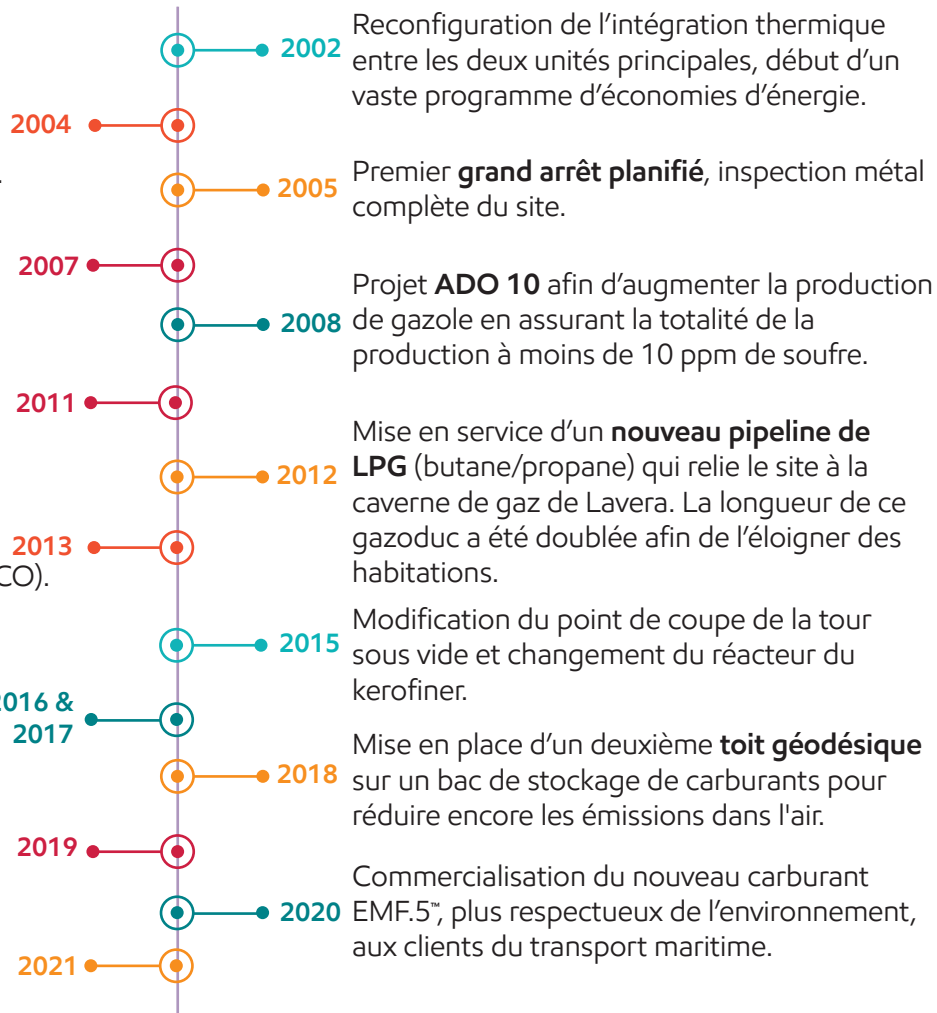 2002
Reconfiguration de l’intégration thermique
entre les deux unités principales, début d’un
vaste programme d’économies d’énergie.
2004
.
2005
Premier grand arrêt planifié, inspection métal
complète du site.
2007
2008
Projet ADO 10 afin d’augmenter la production
de gazole en assurant la totalité de la
production à moins de 10 ppm de soufre.
2011
2012
Mise en service d’un nouveau pipeline de
LPG (butane/propane) qui relie le site à la
caverne de gaz de Lavera. La longueur de ce
gazoduc a été doublée afin de l’éloigner des
habitations.
2013
CO).
2015
Modification du point de coupe de la tour
sous vide et changement du réacteur du
kerofiner.
2016 &
2017
2018
Mise en place d’un deuxième toit géodésique
sur un bac de stockage de carburants pour
réduire encore les émissions dans l'air.
2019
2020
Commercialisation du nouveau carburant
EMF.5™, plus respectueux de l’environnement,
aux clients du transport maritime.
2021